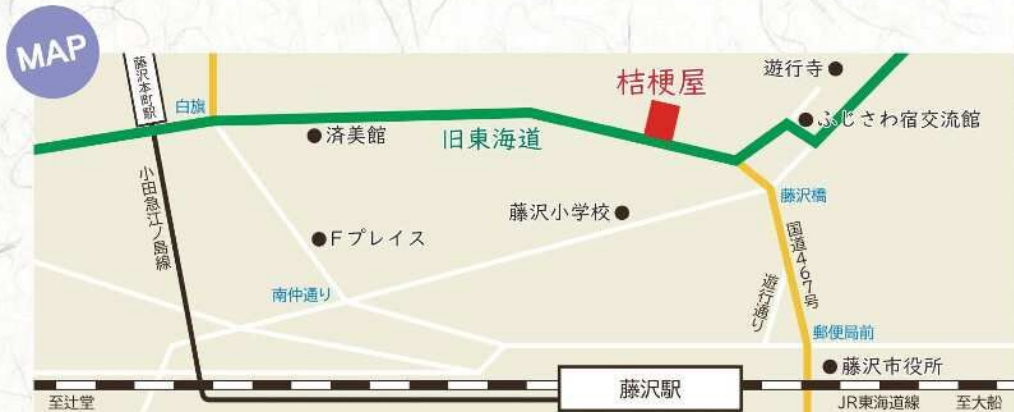 MAP
藤沢本町駅
白旗
済美館
旧東海道
桔梗屋
遊行寺
ふじさわ宿交流館
小田急江ノ島線
Fプレイス
藤沢小学校
藤沢橋
国道467号
遊行通り
南仲通り
郵便局前
藤沢市役所
藤沢駅
至辻堂
JR東海道線
至大船